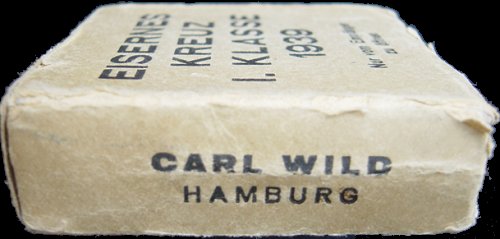 EISERNES
KREUZ
I. KLASSE
1939
CARL WILD
HAMBURG